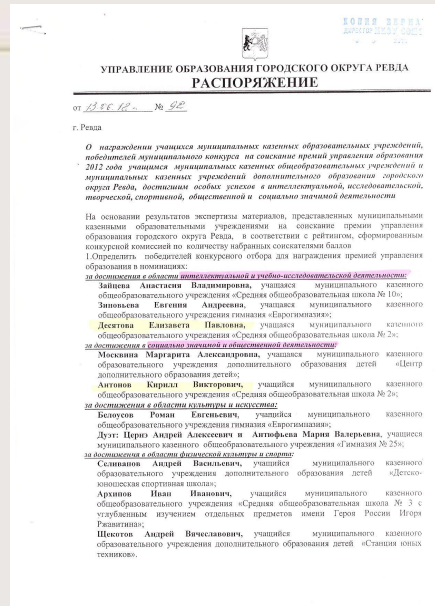 КОПИЯ ВЕРНА
УПРАВЛЕНИЕ ОБРАЗОВАНИЯ ГОРОДСКОГО ОКРУГА РЕВДА
РАСПОРЯЖЕНИЕ
от 13.06.12г. № 92
г. Ревда
О награждении учащихся муниципальных казенных образовательных учреждений,
победителей муниципального конкурса на соискание премий управления образования
2012 года учащимися муниципальных казенных общеобразовательных учреждений и
муниципальных казенных учреждений дополнительного образования городского
округа Ревда, достигшим особых успехов в интеллектуальной, исследовательской,
творческой, спортивной, общественной и социально значимой деятельности
На основании результатов экспертизы материалов, представленных муниципальными
казенными образовательными учреждениями на соискание премии управления
образования городского округа Ревда, в соответствии с рейтингом, сформированным
конкурсной комиссией по количеству набранных соискателями баллов
1.Определить победителей конкурсного отбора для награждения премией управления
образования в номинациях:
за достижения в области интеллектуальной и учебно-исследовательской деятельности:
Зайцева Анастасия Владимировна, учащаяся муниципального казенного
общеобразовательного учреждения «Средняя общеобразовательная школа № 10»;
Зиновьева Евгения Андреевна, учащаяся муниципального казенного
общеобразовательного учреждения гимназия «Еврогимназия»;
Десятова Елизавета Павловна, учащаяся муниципального казенного
общеобразовательного учреждения «Средняя общеобразовательная школа № 2»;
за достижения в социально значимой и общественной деятельности:
Москвина Маргарита Александровна, учащаяся муниципального казенного
образовательного учреждения дополнительного образования детей «Центр
дополнительного образования детей»;
Антонов Кирилл Викторович, учащийся муниципального казенного
общеобразовательного учреждения «Средняя общеобразовательная школа № 2»;
за достижения в области культуры и искусства:
Белоусов Роман Евгеньевич, учащийся муниципального казенного
общеобразовательного учреждения гимназия «Еврогимназия»;
Дуэт: Андрей Алексеевич и Антюфьева Мария Валерьевна, учащиеся
муниципального казенного общеобразовательного учреждения «Гимназия № 25»;
за достижения в области физической культуры и спорта:
Селиванов Андрей Васильевич, учащийся муниципального казенного
образовательного учреждения дополнительного образования детей «Детско-
юношеская спортивная школа»;
Архипов Иван Иванович, учащийся муниципального казенного
общеобразовательного учреждения «Средняя общеобразовательная школа № 3 с
углубленным изучением отдельных предметов имени Героя России Игоря
Ржавитина»;
Щекотов Андрей Вячеславович, учащийся муниципального казенного
образовательного учреждения дополнительного образования детей «Станция юных
техников».